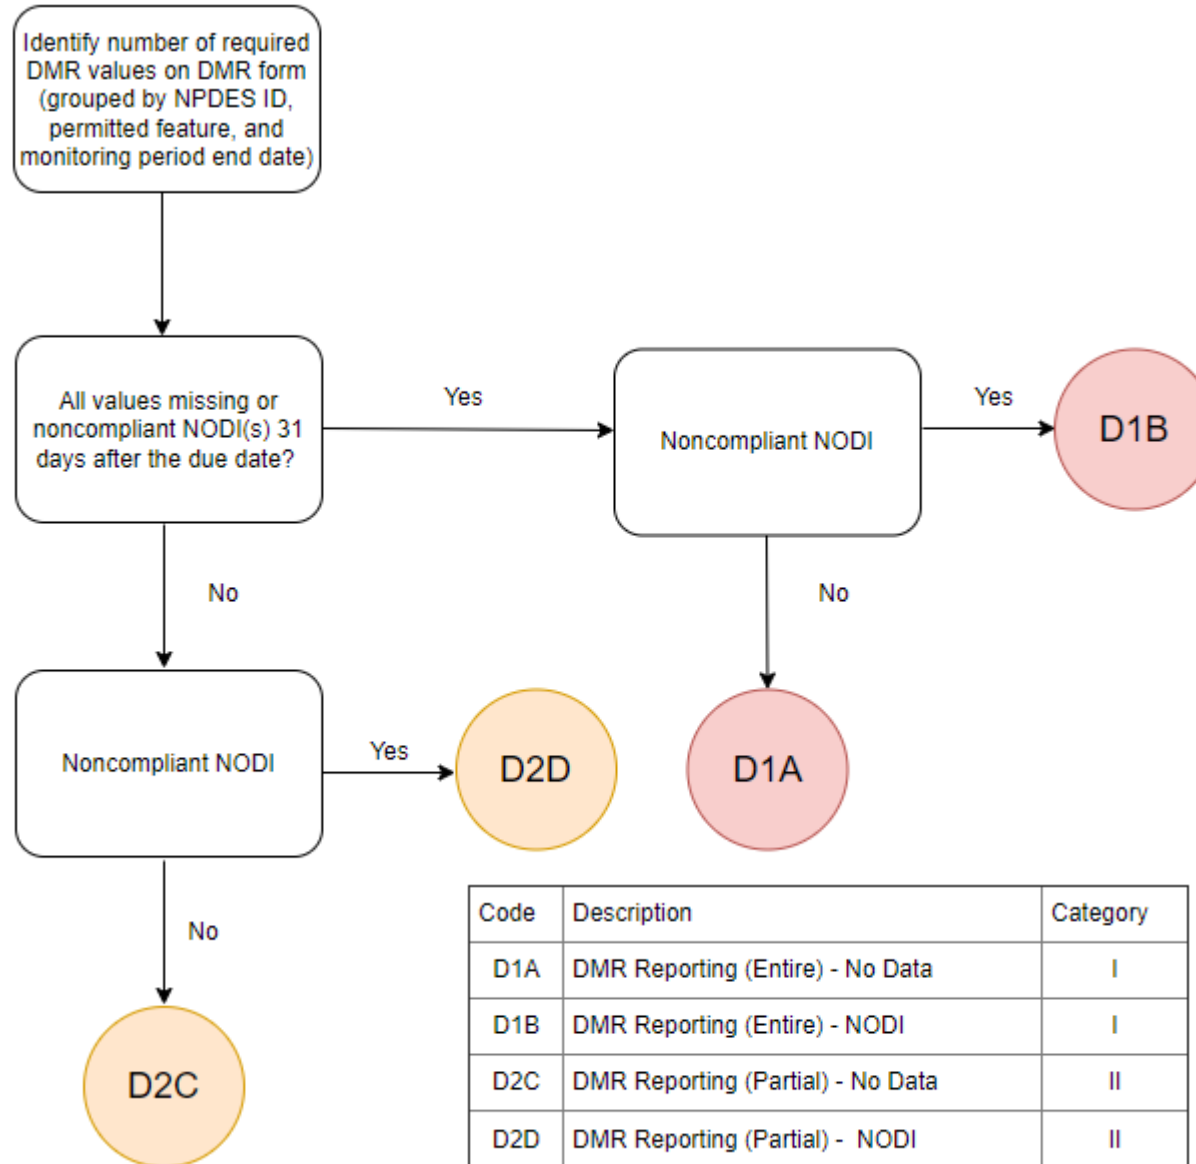 Identify number of required
DMR values on DMR form
(grouped by NPDES ID,
permitted feature, and
monitoring period end date)
All values missing or
noncompliant NODI(s) 31
days after the due date?
Yes
Noncompliant NODI
Yes
D1B
No
No
Noncompliant NODI
Yes
D2D
D1A
No
D2C
Code Description Category
D1A DMR Reporting (Entire) - No Data I
D1B DMR Reporting (Entire) - NODI I
D2C DMR Reporting (Partial) - No Data II
D2D DMR Reporting (Partial) - NODI II